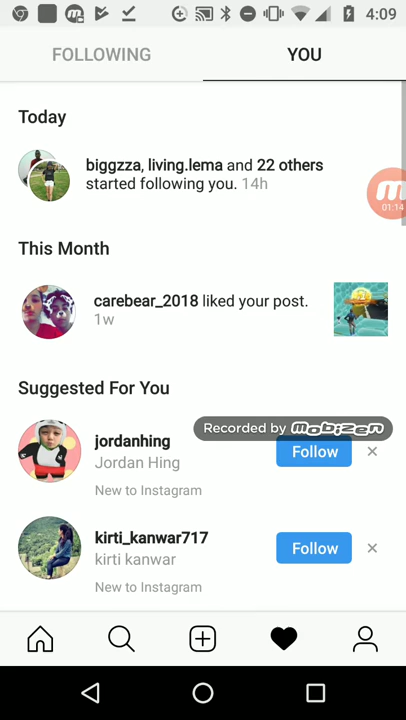 4:09
FOLLOWING
YOU
Today
biggzza, living.lema and 22 others
started following you. 14h
01:14
This Month
carebear_2018 liked your post.
1w
Suggested For You
Recorded by mobizen
jordanhing
Jordan Hing
New to Instagram
Follow
kirti_kanwar717
kirti kanwar
New to Instagram
Follow